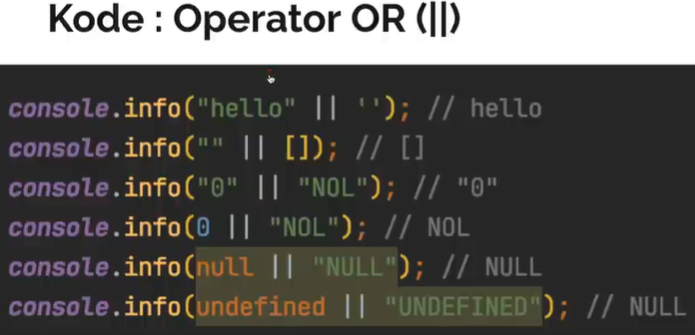 Kode : Operator OR (||)
console.info("hello" || ''); // hello
console.info("" || []); // []
console.info("0" || "NOL"); // "0"
console.info(0 || "NOL"); // NOL
console.info(null || "NULL"); // NULL
console.info(undefined || "UNDEFINED"); // NULL